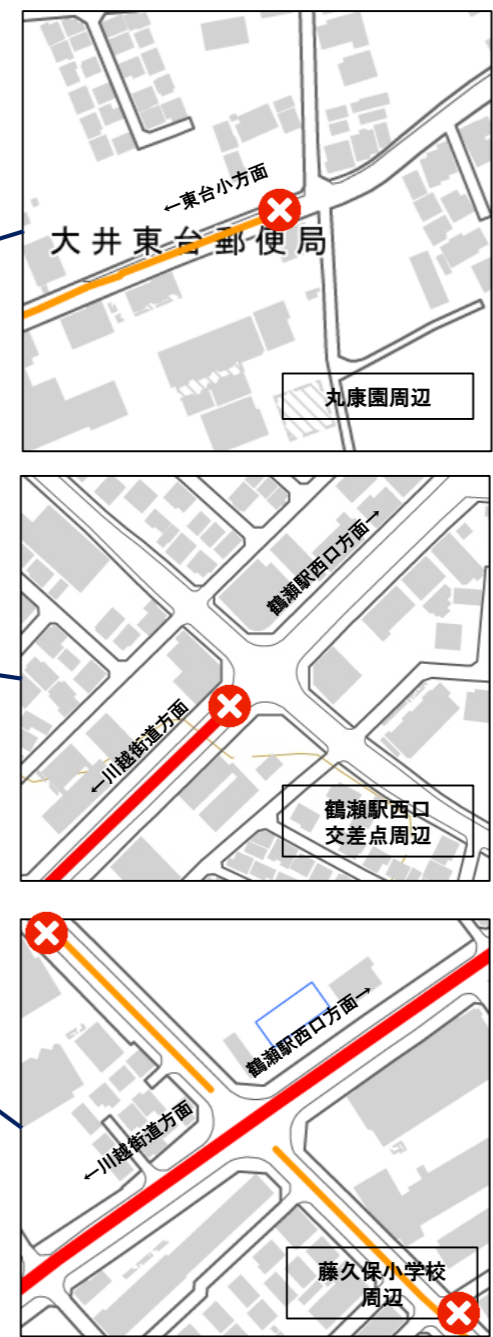 ←東台小方面
大井東台郵便局
丸康園周辺
鶴瀬駅西口方面→
←川越街道方面
鶴瀬駅西口
交差点周辺
鶴瀬駅西口方面→
←川越街道方面
藤久保小学校
周辺